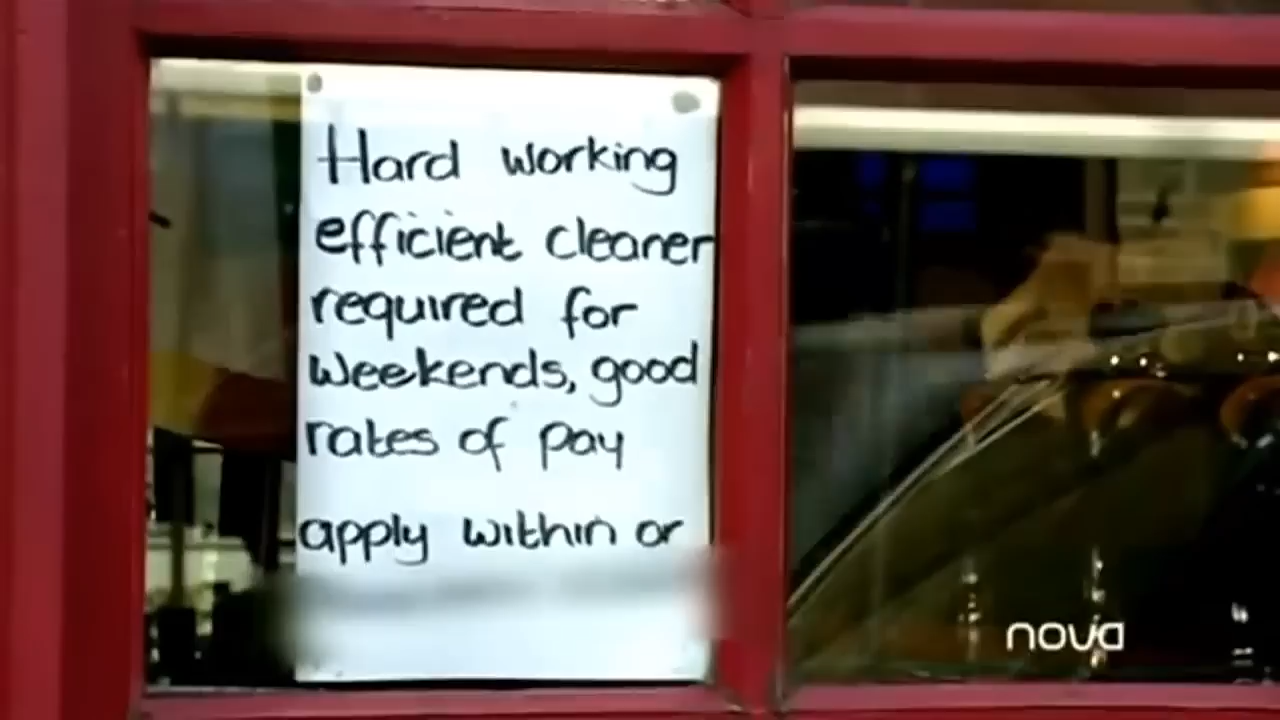 Hard working
efficient cleaner
required for
weekends, good
rates of pay
apply within or
nova